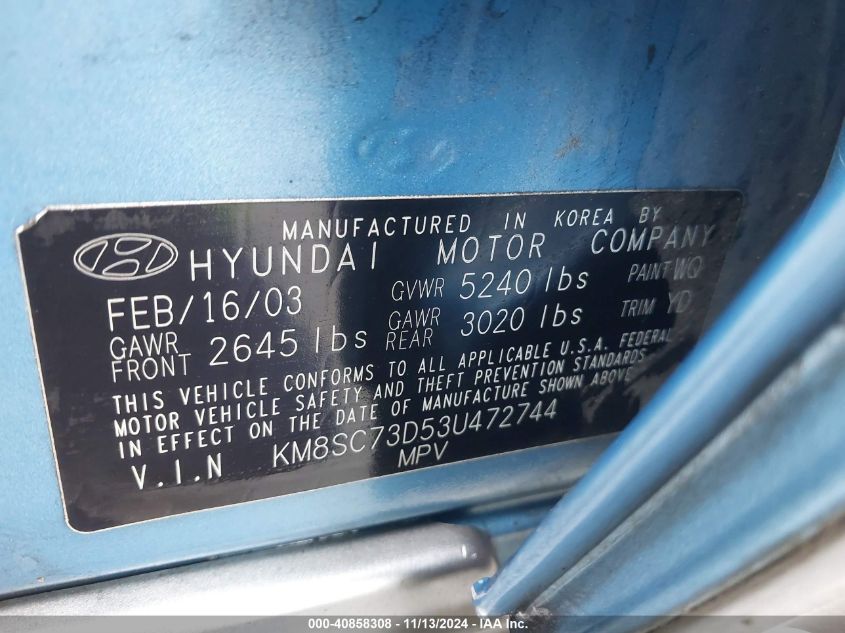 MANUFACTURED IN KOREA BY
HYUNDAI MOTOR COMPANY
FEB/16/03 GVWR 5240 lbs PAINT WQ
GAWR FRONT 2645 lbs GAWR REAR 3020 lbs TRIM YD
THIS VEHICLE CONFORMS TO ALL APPLICABLE U.S.A. FEDERAL
MOTOR VEHICLE SAFETY AND THEFT PREVENTION STANDARDS
IN EFFECT ON THE DATE OF MANUFACTURE SHOWN ABOVE
V.I.N KM8SC73D53U472744
MPV
000-40858308 - 11/13/2024 - IAA Inc.